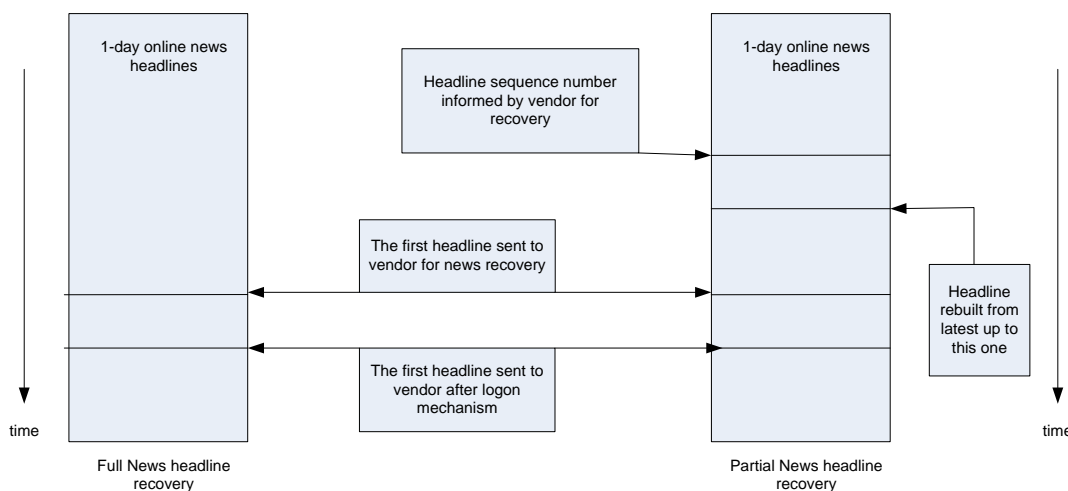 1-day online news
headlines
1-day online news
headlines
Headline sequence number
informed by vendor for
recovery
The first headline sent to
vendor for news recovery
Headline
rebuilt from
latest up to
this one
The first headline sent to
vendor after logon
mechanism
time
time
Full News headline
recovery
Partial News headline
recovery